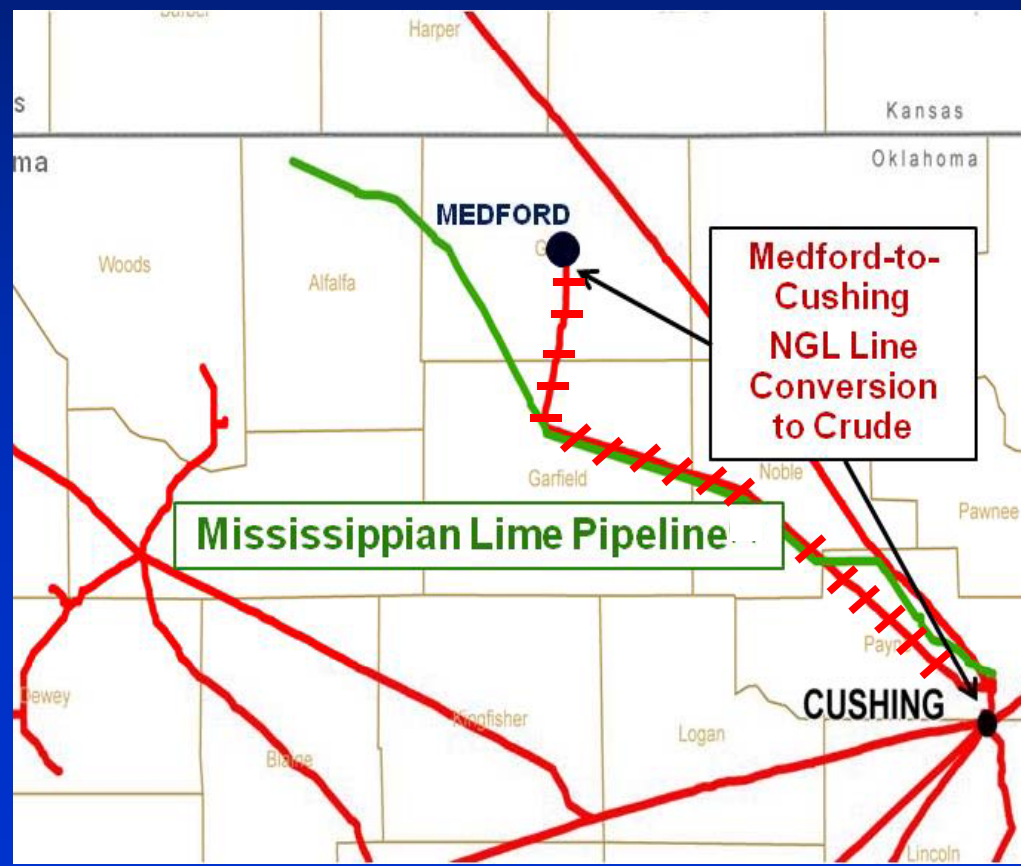 Harper
s
Kansas
ma
Oklahoma
MEDFORD
Woods
Alfalfa
Medford-to-
Cushing
NGL Line
Conversion
to Crude
Garfield
Noble
Pawnee
Mississippian Lime Pipeline
Payn
Dewey
CUSHING
Kingfisher
Logan
Blaine
Lincoln